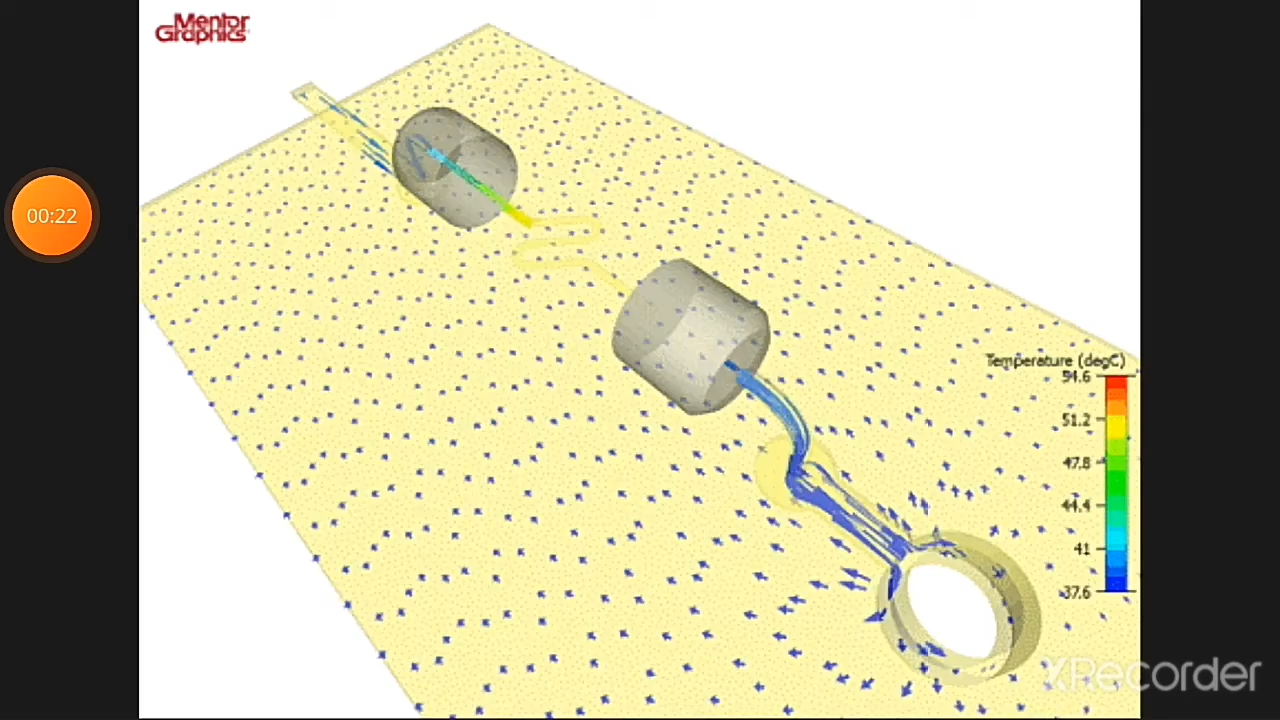 Mentor
Graphics
00:22
Temperature (degC)
54.6
51.2
47.8
44.4
41
37.6
XRecorder